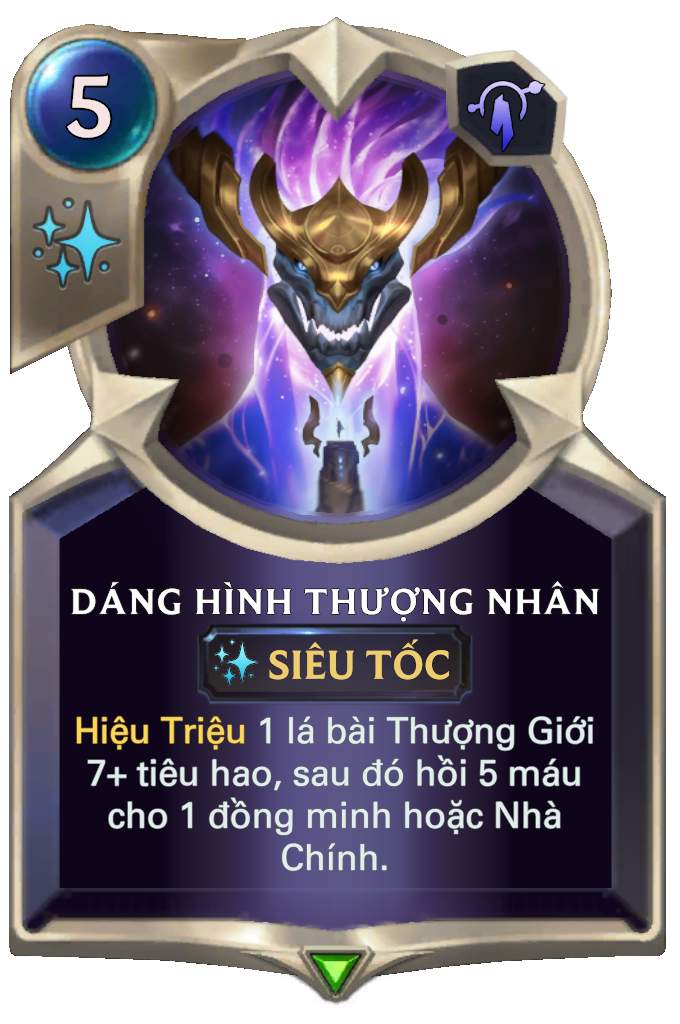 5
DÁNG HÌNH THƯỢNG NHÂN
SIÊU TỐC
Hiệu Triệu 1 lá bài Thượng Giới
7+ tiêu hao, sau đó hồi 5 máu
cho 1 đồng minh hoặc Nhà
Chính.